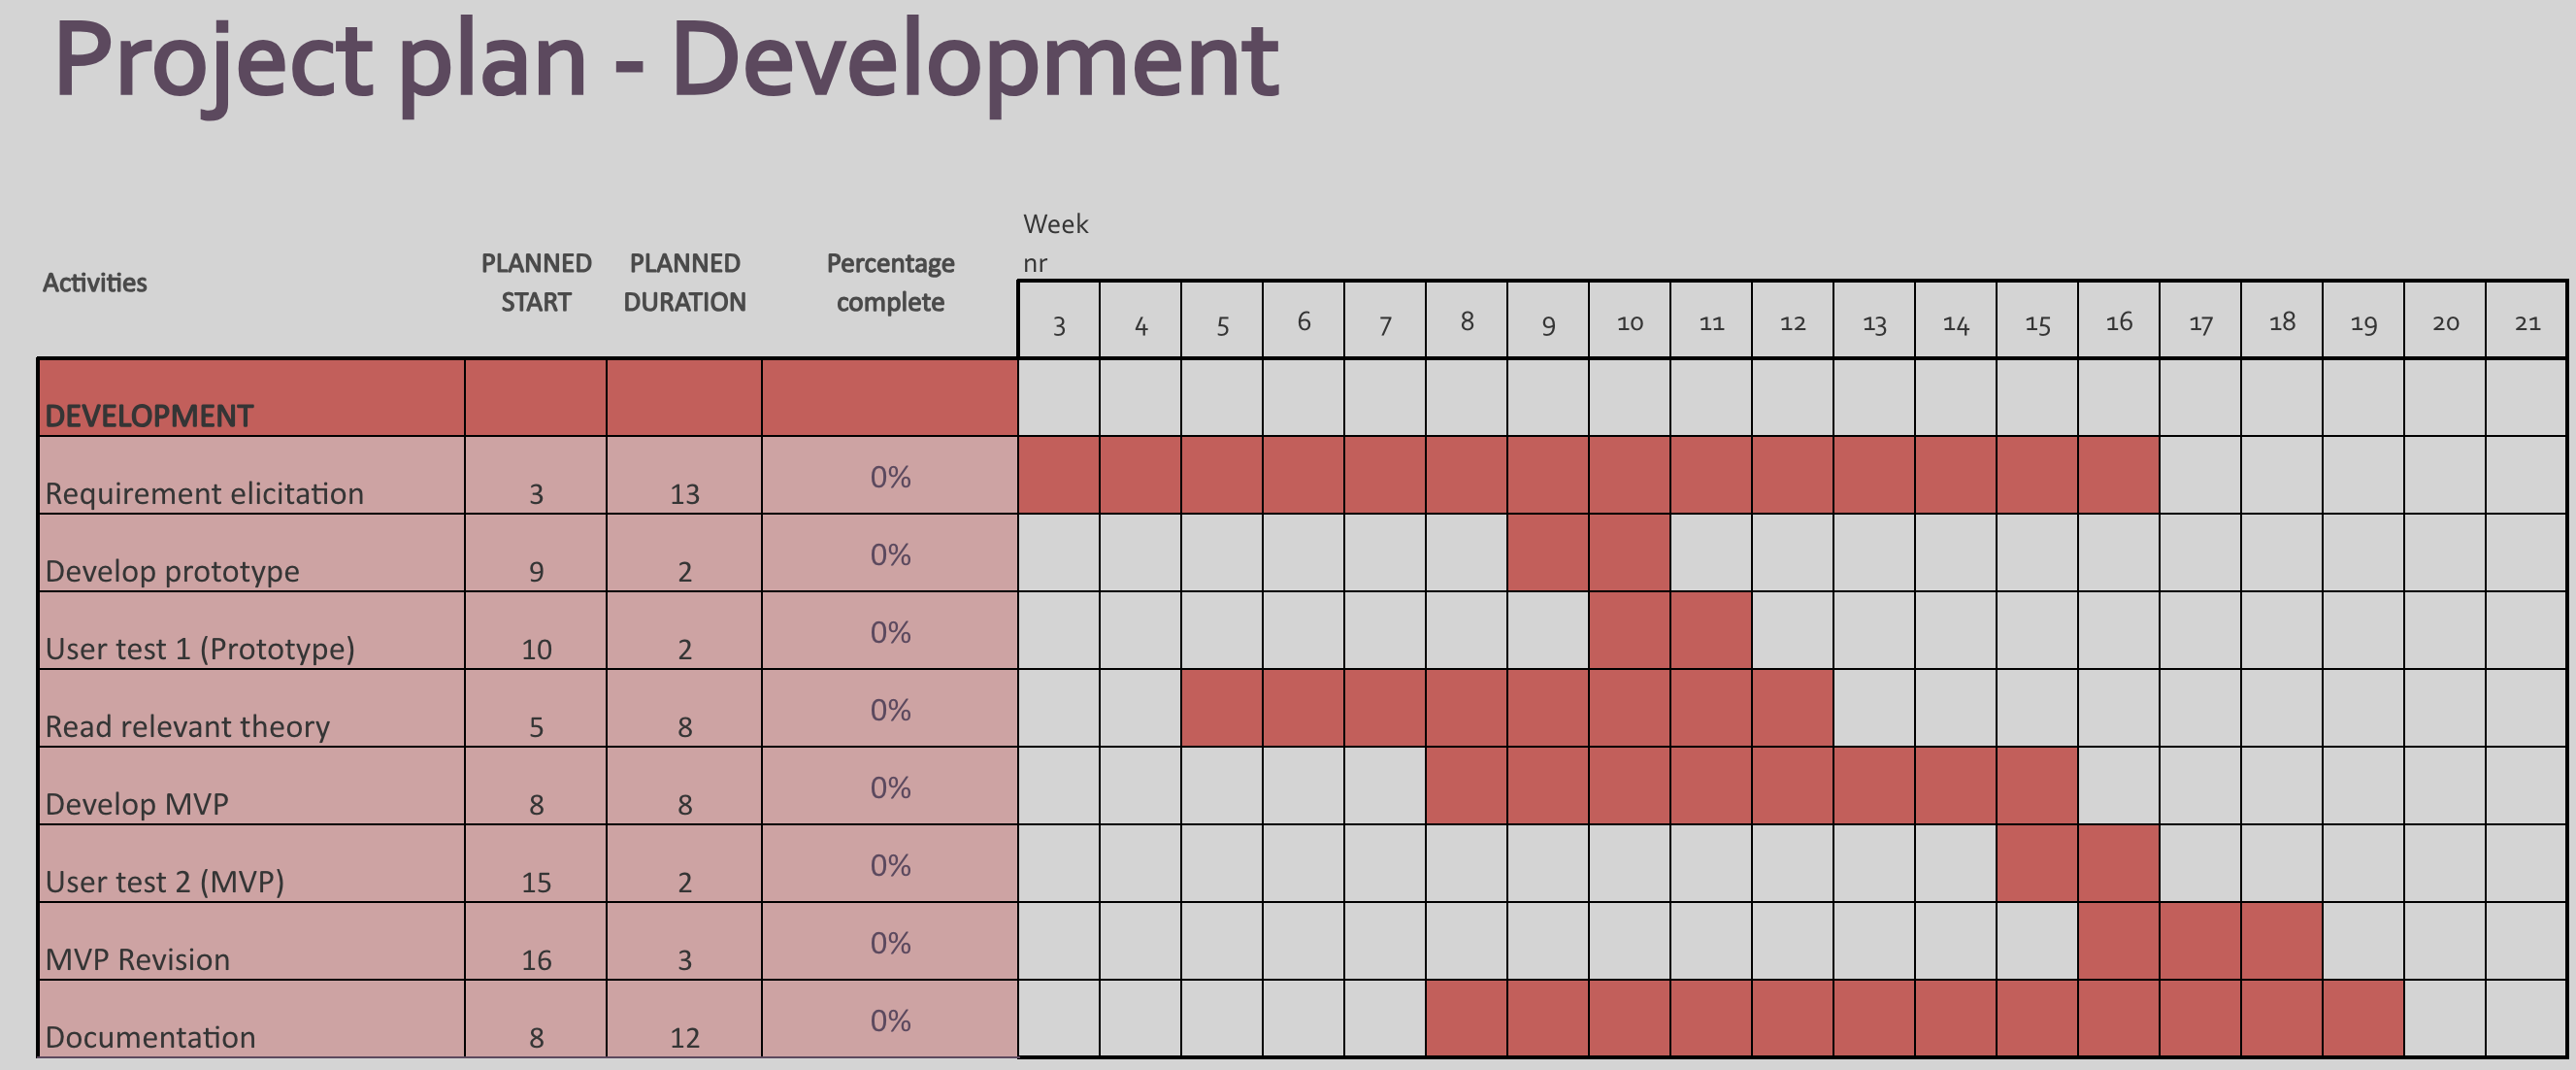 Project plan - Development
Week
nr
Activities PLANNED START PLANNED DURATION Percentage complete
3 4 5 6 7 8 9 10 11 12 13 14 15 16 17 18 19 20 21
DEVELOPMENT
Requirement elicitation 3 13 0%
Develop prototype 9 2 0%
User test 1 (Prototype) 10 2 0%
Read relevant theory 5 8 0%
Develop MVP 8 8 0%
User test 2 (MVP) 15 2 0%
MVP Revision 16 3 0%
Documentation 8 12 0%